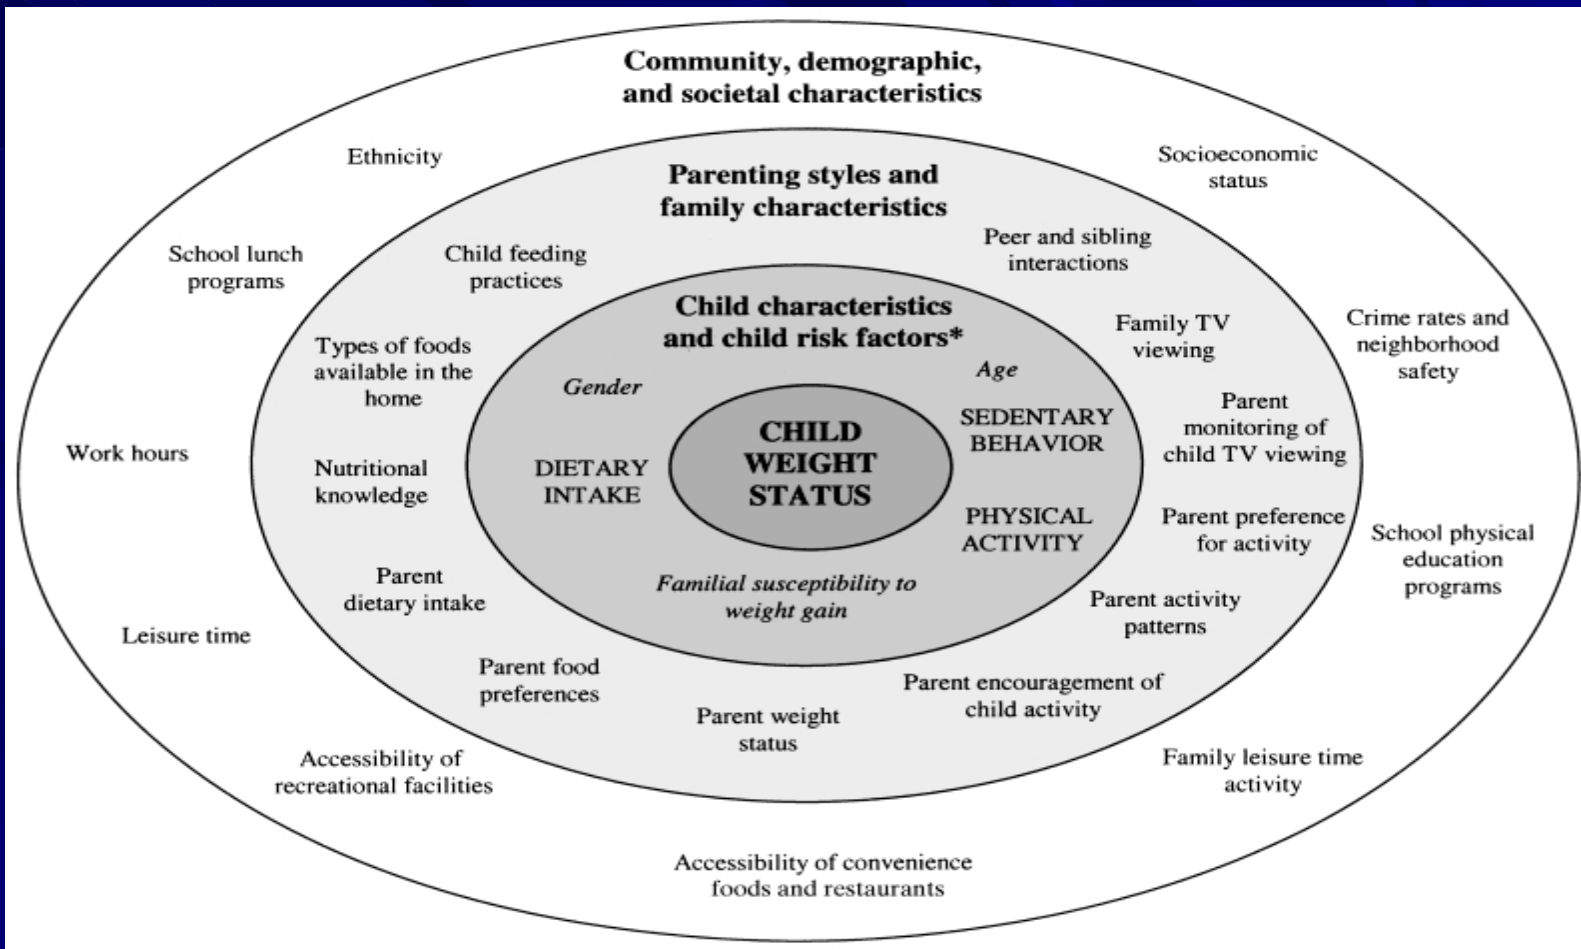 Community, demographic,
and societal characteristics
Ethnicity
Socioeconomic
status
Parenting styles and
family characteristics
School lunch
programs
Child feeding
practices
Peer and sibling
interactions
Child characteristics
and child risk factors*
Types of foods
available in the
home
Family TV
viewing
Crime rates and
neighborhood
safety
Gender
Age
Work hours
Nutritional
knowledge
DIETARY
INTAKE
CHILD
WEIGHT
STATUS
SEDENTARY
BEHAVIOR
Parent
monitoring of
child TV viewing
PHYSICAL
ACTIVITY
Parent preference
for activity
School physical
education
programs
Parent
dietary intake
Familial susceptibility to
weight gain
Parent activity
patterns
Leisure time
Parent food
preferences
Parent weight
status
Parent encouragement of
child activity
Accessibility of
recreational facilities
Family leisure time
activity
Accessibility of convenience
foods and restaurants